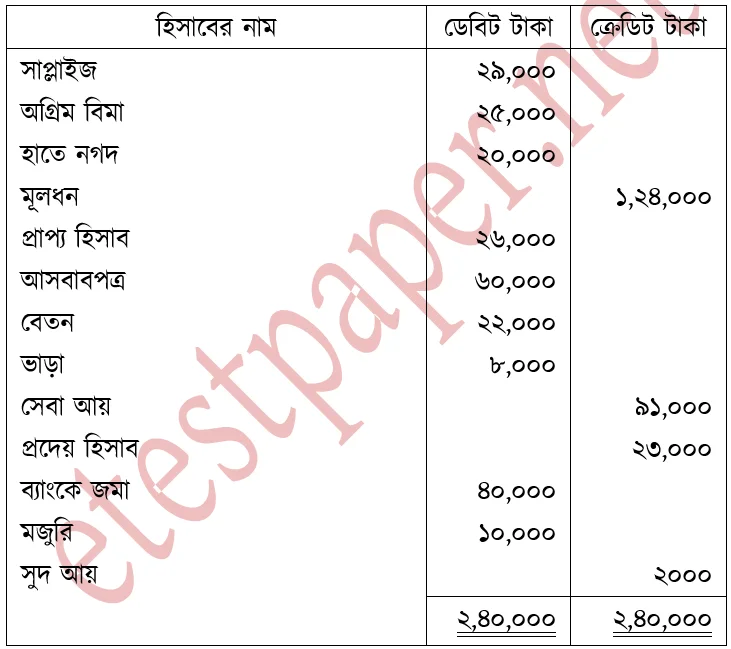 হিসাবের নাম ডেবিট টাকা ক্রেডিট টাকা
সাপ্লাইজ ২৯,০০০
অগ্রিম বিমা ২৫,০০০
হাতে নগদ ২০,০০০
মূলধন ১,২৪,০০০
প্রাপ্য হিসাব ২৬,০০০
আসবাবপত্র ৬০,০০০
বেতন ২২,০০০
ভাড়া ৮,০০০
সেবা আয় ৯১,০০০
প্রদেয় হিসাব ২৩,০০০
ব্যাংকে জমা ৪০,০০০
মজুরি ১০,০০০
সুদ আয় ২০০০
২,৪০,০০০ ২,৪০,০০০
etestpaper.net